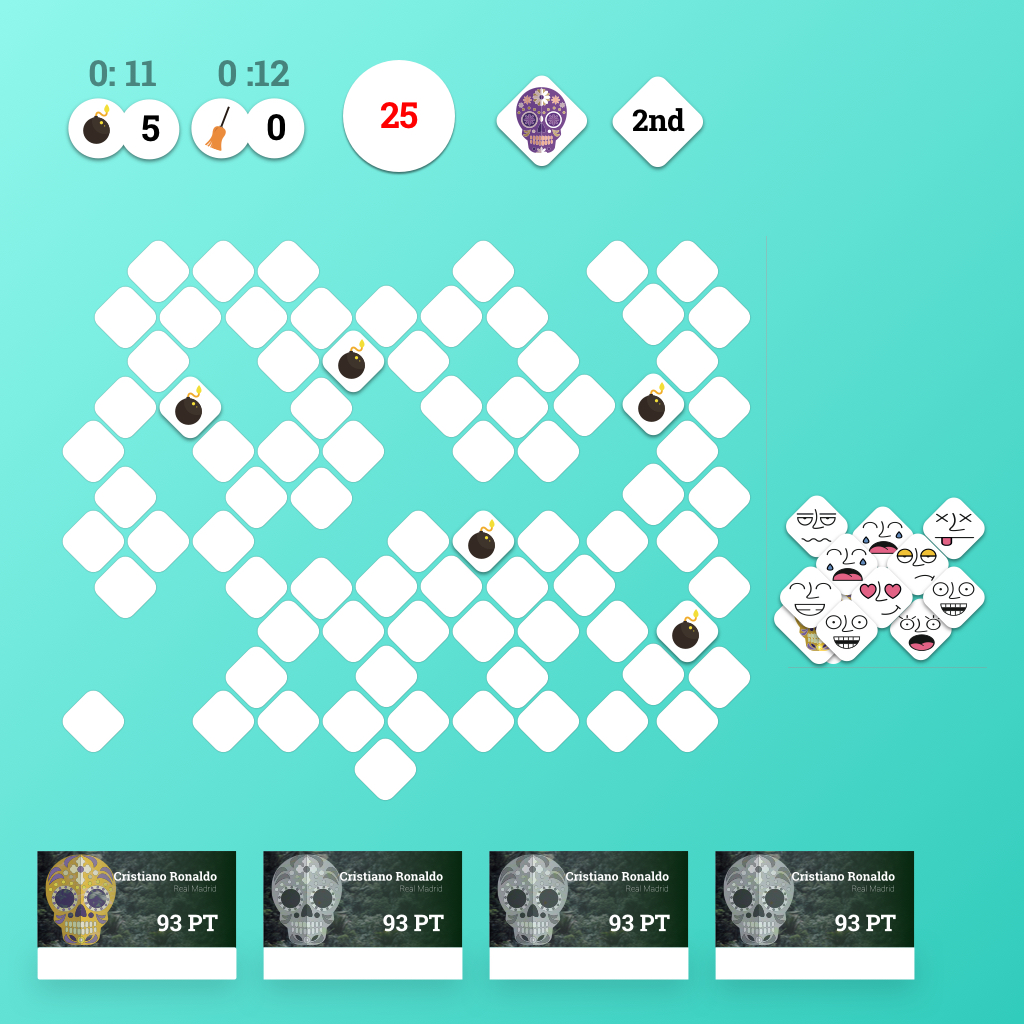 0: 11
0 :12
5
0
25
2nd
Cristiano Ronaldo
Real Madrid
93 PT
Cristiano Ronaldo
Real Madrid
93 PT
Cristiano Ronaldo
Real Madrid
93 PT
Cristiano Ronaldo
Real Madrid
93 PT